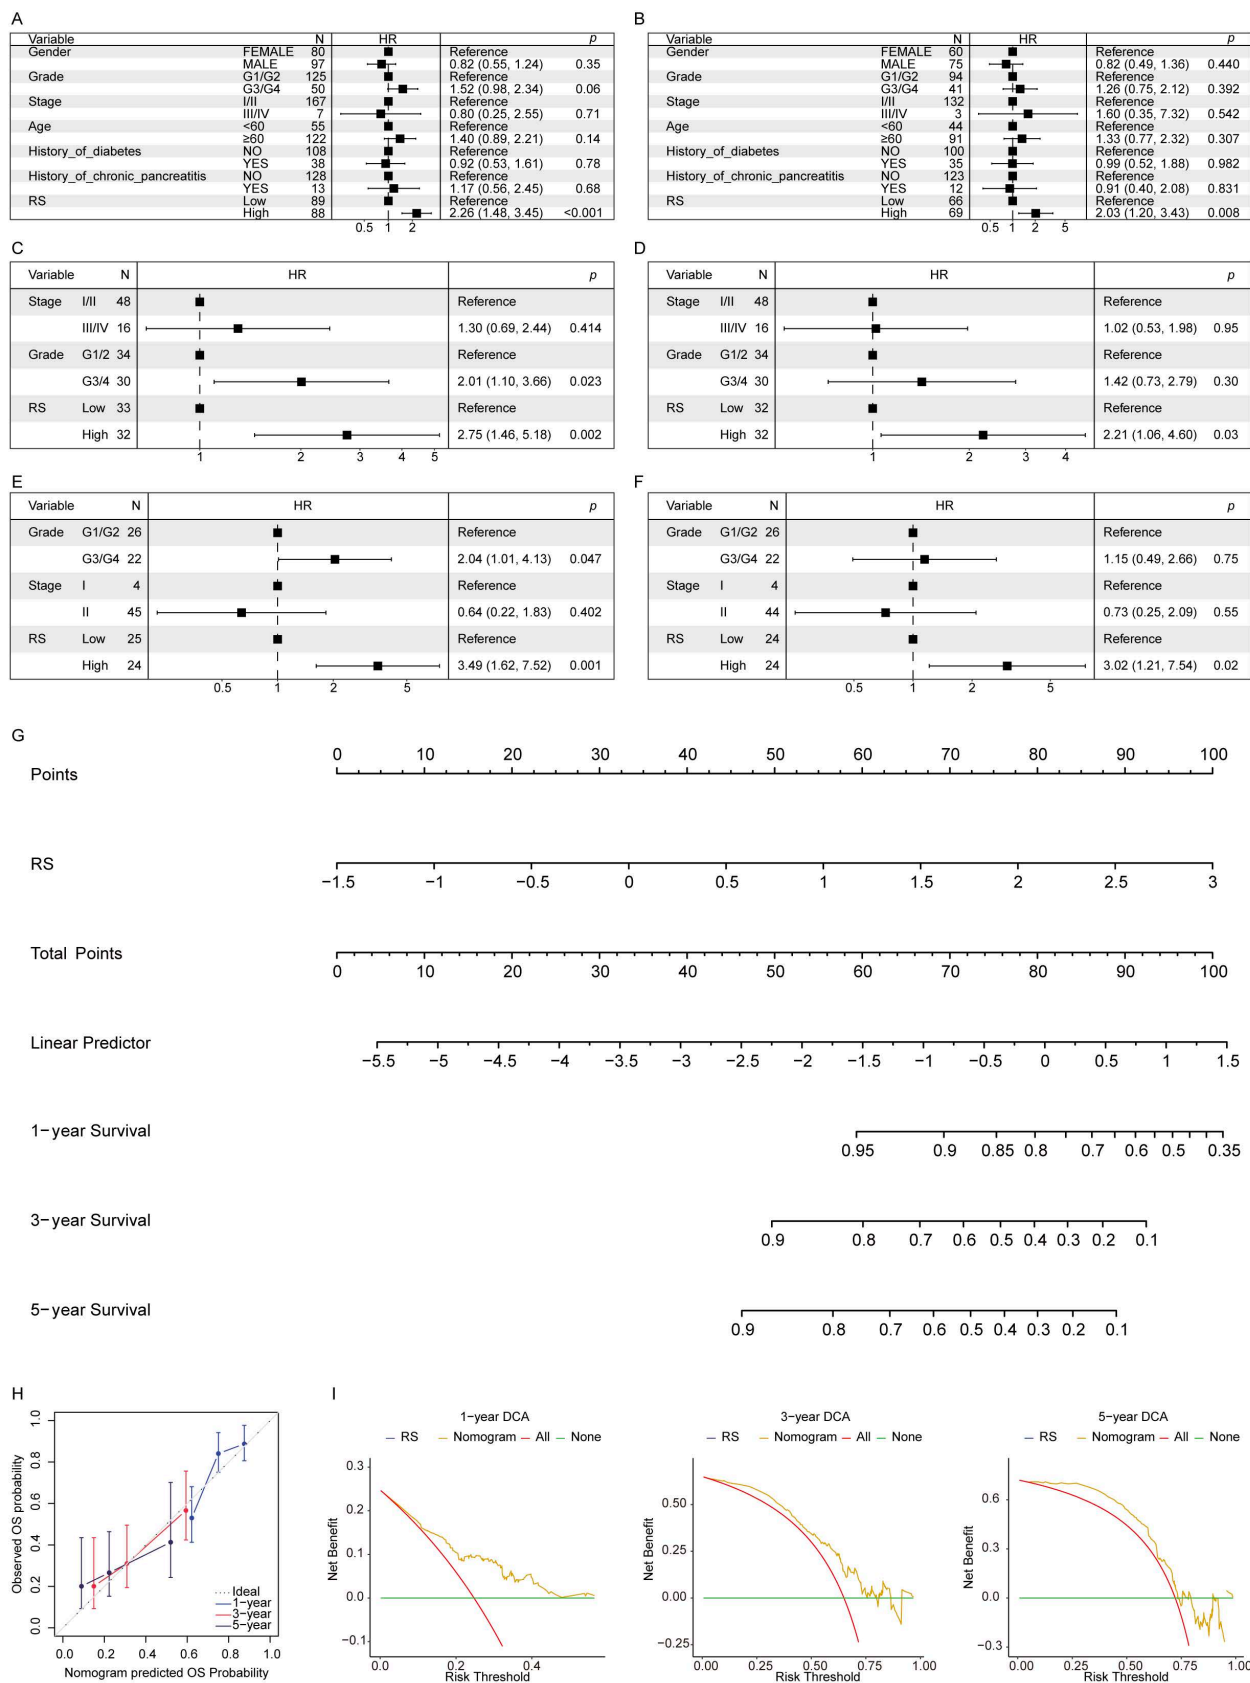 A
Variable N HR p
Gender FEMALE 80 Reference
MALE 97 0.82 (0.55, 1.24) 0.35
Grade G1/G2 125 Reference
G3/G4 50 1.52 (0.98, 2.34) 0.06
Stage I/II 167 Reference
III/IV 7 0.80 (0.25, 2.55) 0.71
Age <60 55 Reference
≥60 122 1.40 (0.89, 2.21) 0.14
History_of_diabetes NO 108 Reference
YES 38 0.92 (0.53, 1.61) 0.78
History_of_chronic_pancreatitis NO 128 Reference
YES 13 1.17 (0.56, 2.45) 0.68
RS Low 89 Reference
High 88 2.26 (1.48, 3.45) <0.001
0.5 1 2
B
Variable N HR p
Gender FEMALE 60 Reference
MALE 75 0.82 (0.49, 1.36) 0.440
Grade G1/G2 94 Reference
G3/G4 41 1.26 (0.75, 2.12) 0.392
Stage I/II 132 Reference
III/IV 3 1.60 (0.35, 7.32) 0.542
Age <60 44 Reference
≥60 91 1.33 (0.77, 2.32) 0.307
History_of_diabetes NO 100 Reference
YES 35 0.99 (0.52, 1.88) 0.982
History_of_chronic_pancreatitis NO 123 Reference
YES 12 0.91 (0.40, 2.08) 0.831
RS Low 66 Reference
High 69 2.03 (1.20, 3.43) 0.008
0.5 1 2 5
C
Variable N HR p
Stage I/II 48 Reference
III/IV 16 1.30 (0.69, 2.44) 0.414
Grade G1/2 34 Reference
G3/4 30 2.01 (1.10, 3.66) 0.023
RS Low 33 Reference
High 32 2.75 (1.46, 5.18) 0.002
1 2 3 4 5
D
Variable N HR p
Stage I/II 48 Reference
III/IV 16 1.02 (0.53, 1.98) 0.95
Grade G1/2 34 Reference
G3/4 30 1.42 (0.73, 2.79) 0.30
RS Low 32 Reference
High 32 2.21 (1.06, 4.60) 0.03
1 2 3 4
E
Variable N HR p
Grade G1/G2 26 Reference
G3/G4 22 2.04 (1.01, 4.13) 0.047
Stage I 4 Reference
II 45 0.64 (0.22, 1.83) 0.402
RS Low 25 Reference
High 24 3.49 (1.62, 7.52) 0.001
0.5 1 2 5
F
Variable N HR p
Grade G1/G2 26 Reference
G3/G4 22 1.15 (0.49, 2.66) 0.75
Stage I 4 Reference
II 44 0.73 (0.25, 2.09) 0.55
RS Low 24 Reference
High 24 3.02 (1.21, 7.54) 0.02
0.5 1 2 5
G
Points 0 10 20 30 40 50 60 70 80 90 100
RS −1.5 −1 −0.5 0 0.5 1 1.5 2 2.5 3
Total Points 0 10 20 30 40 50 60 70 80 90 100
Linear Predictor −5.5 −5 −4.5 −4 −3.5 −3 −2.5 −2 −1.5 −1 −0.5 0 0.5 1 1.5
1−year Survival 0.95 0.9 0.85 0.8 0.7 0.6 0.5 0.35
3−year Survival 0.9 0.8 0.7 0.6 0.5 0.4 0.3 0.2 0.1
5−year Survival 0.9 0.8 0.7 0.6 0.5 0.4 0.3 0.2 0.1
H
Observed OS probability
1.0
0.8
0.6
0.4
0.2
0.0
Ideal
1−year
3−year
5−year
0.0 0.2 0.4 0.6 0.8 1.0
Nomogram predicted OS Probability
I
1−year DCA
RS Nomogram All None
Net Benefit
0.3
0.2
0.1
0.0
−0.1
0.0 0.2 0.4
Risk Threshold
3−year DCA
RS Nomogram All None
Net Benefit
0.50
0.25
0.00
−0.25
0.00 0.25 0.50 0.75 1.00
Risk Threshold
5−year DCA
RS Nomogram All None
Net Benefit
0.6
0.3
0.0
−0.3
0.00 0.25 0.50 0.75 1.00
Risk Threshold